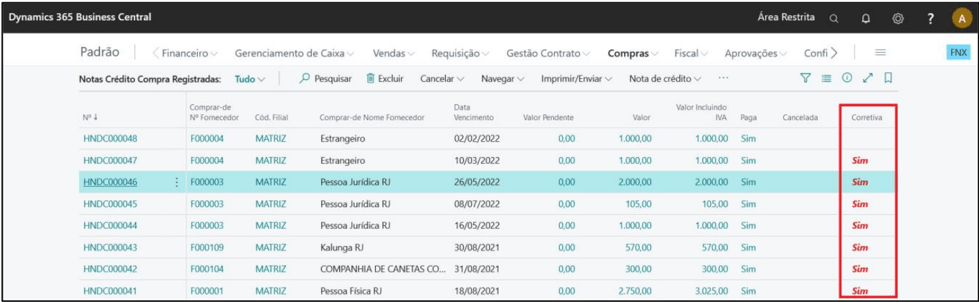 Dynamics 365 Business Central Área Restrita ? A
Padrão Financeiro Gerenciamento de Caixa Vendas Requisição Gestão Contrato Compras Fiscal Aprovações Confi FNX
Notas Crédito Compra Registradas: Tudo Pesquisar Excluir Cancelar Navegar Imprimir/Enviar Nota de crédito ...
Nº ↓ Comprar-de Nº Fornecedor Cód. Filial Comprar-de Nome Fornecedor Data Vencimento Valor Pendente Valor Valor Incluindo IVA Paga Cancelada Corretiva
HNDC000048 F000004 MATRIZ Estrangeiro 02/02/2022 0,00 1.000,00 1.000,00 Sim
HNDC000047 F000004 MATRIZ Estrangeiro 10/03/2022 0,00 1.000,00 1.000,00 Sim Sim
HNDC000046 F000003 MATRIZ Pessoa Jurídica RJ 26/05/2022 0,00 2.000,00 2.000,00 Sim Sim
HNDC000045 F000003 MATRIZ Pessoa Jurídica RJ 08/07/2022 0,00 105,00 105,00 Sim Sim
HNDC000044 F000003 MATRIZ Pessoa Jurídica RJ 16/05/2022 0,00 1.000,00 1.000,00 Sim Sim
HNDC000043 F000109 MATRIZ Kalunga RJ 30/08/2021 0,00 570,00 570,00 Sim Sim
HNDC000042 F000104 MATRIZ COMPANHIA DE CANETAS CO... 31/08/2021 0,00 300,00 300,00 Sim Sim
HNDC000041 F000001 MATRIZ Pessoa Física RJ 18/08/2021 0,00 2.750,00 3.025,00 Sim Sim